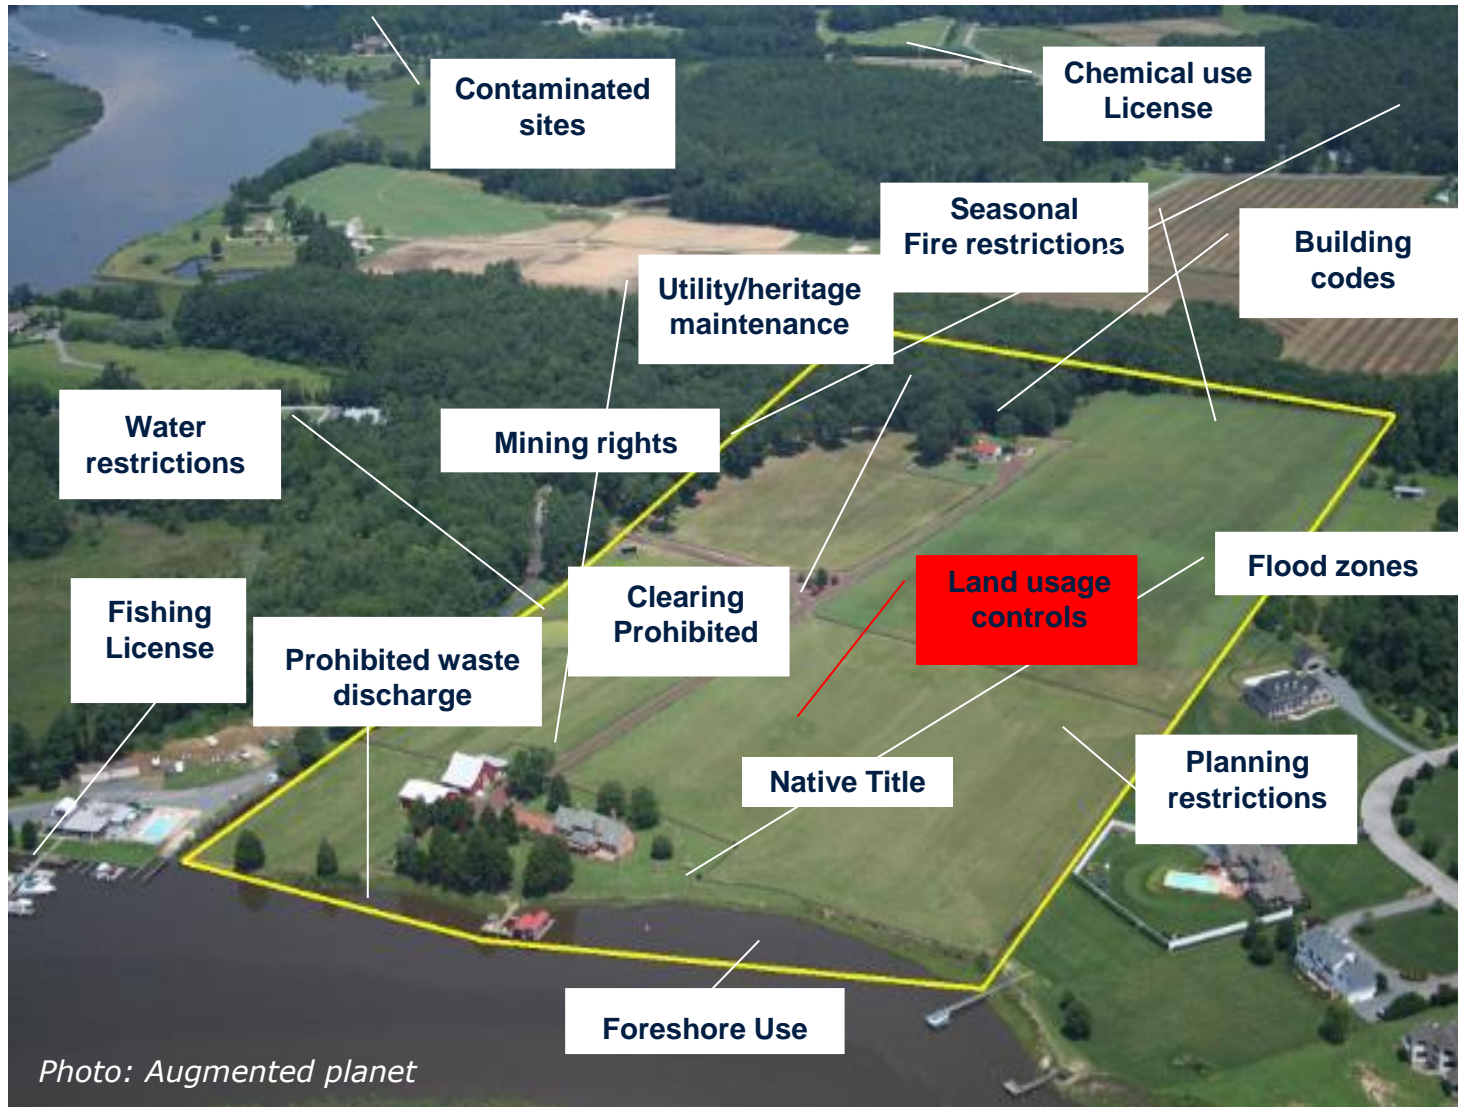 Contaminated
sites
Chemical use
License
Seasonal
Fire restrictions
Building
codes
Utility/heritage
maintenance
Water
restrictions
Mining rights
Flood zones
Land usage
controls
Clearing
Prohibited
Fishing
License
Prohibited waste
discharge
Native Title
Planning
restrictions
Foreshore Use
Photo: Augmented planet